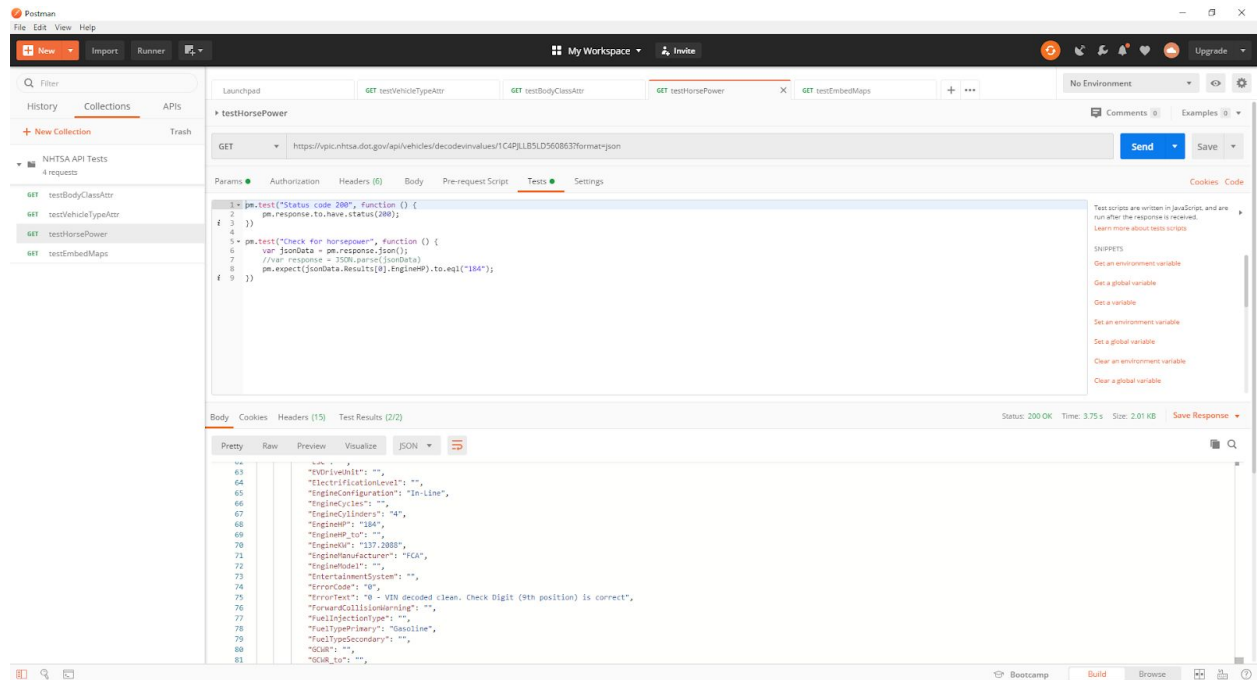 Postman
File Edit View Help
New Import Runner My Workspace Invite Upgrade
Filter
History Collections APIs
+ New Collection Trash
NHTSA API Tests
4 requests
GET testBodyClassAttr
GET testVehicleTypeAttr
GET testHorsePower
GET testEmbedMaps
Launchpad GET testVehicleTypeAttr GET testBodyClassAttr GET testHorsePower X GET testEmbedMaps + ••• No Environment
testHorsePower Comments 0 Examples 0
GET https://vpic.nhtsa.dot.gov/api/vehicles/decodevinvalues/1C4PJLLB5LD560863?format=json Send Save
Params Authorization Headers (6) Body Pre-request Script Tests Settings Cookies Code
1 pm.test("Status code 200", function () {
2 pm.response.to.have.status(200);
i 3 })
4
5 pm.test("Check for horsepower", function () {
6 var jsonData = pm.response.json();
7 //var response = JSON.parse(jsonData)
8 pm.expect(jsonData.Results[0].EngineHP).to.eql("184");
i 9 })
Test scripts are written in JavaScript, and are
run after the response is received.
Learn more about tests scripts
SNIPPETS
Get an environment variable
Get a global variable
Get a variable
Set an environment variable
Set a global variable
Clear an environment variable
Clear a global variable
Body Cookies Headers (15) Test Results (2/2) Status: 200 OK Time: 3.75 s Size: 2.01 KB Save Response
Pretty Raw Preview Visualize JSON
63 "EVDriveUnit": "",
64 "ElectrificationLevel": "",
65 "EngineConfiguration": "In-Line",
66 "EngineCycles": "",
67 "EngineCylinders": "4",
68 "EngineHP": "184",
69 "EngineHP_to": "",
70 "EngineKW": "137.2088",
71 "EngineManufacturer": "FCA",
72 "EngineModel": "",
73 "EntertainmentSystem": "",
74 "ErrorCode": "0",
75 "ErrorText": "0 - VIN decoded clean. Check Digit (9th position) is correct",
76 "ForwardCollisionWarning": "",
77 "FuelInjectionType": "",
78 "FuelTypePrimary": "Gasoline",
79 "FuelTypeSecondary": "",
80 "GCWR": "",
81 "GCWR_to": "",
Bootcamp Build Browse